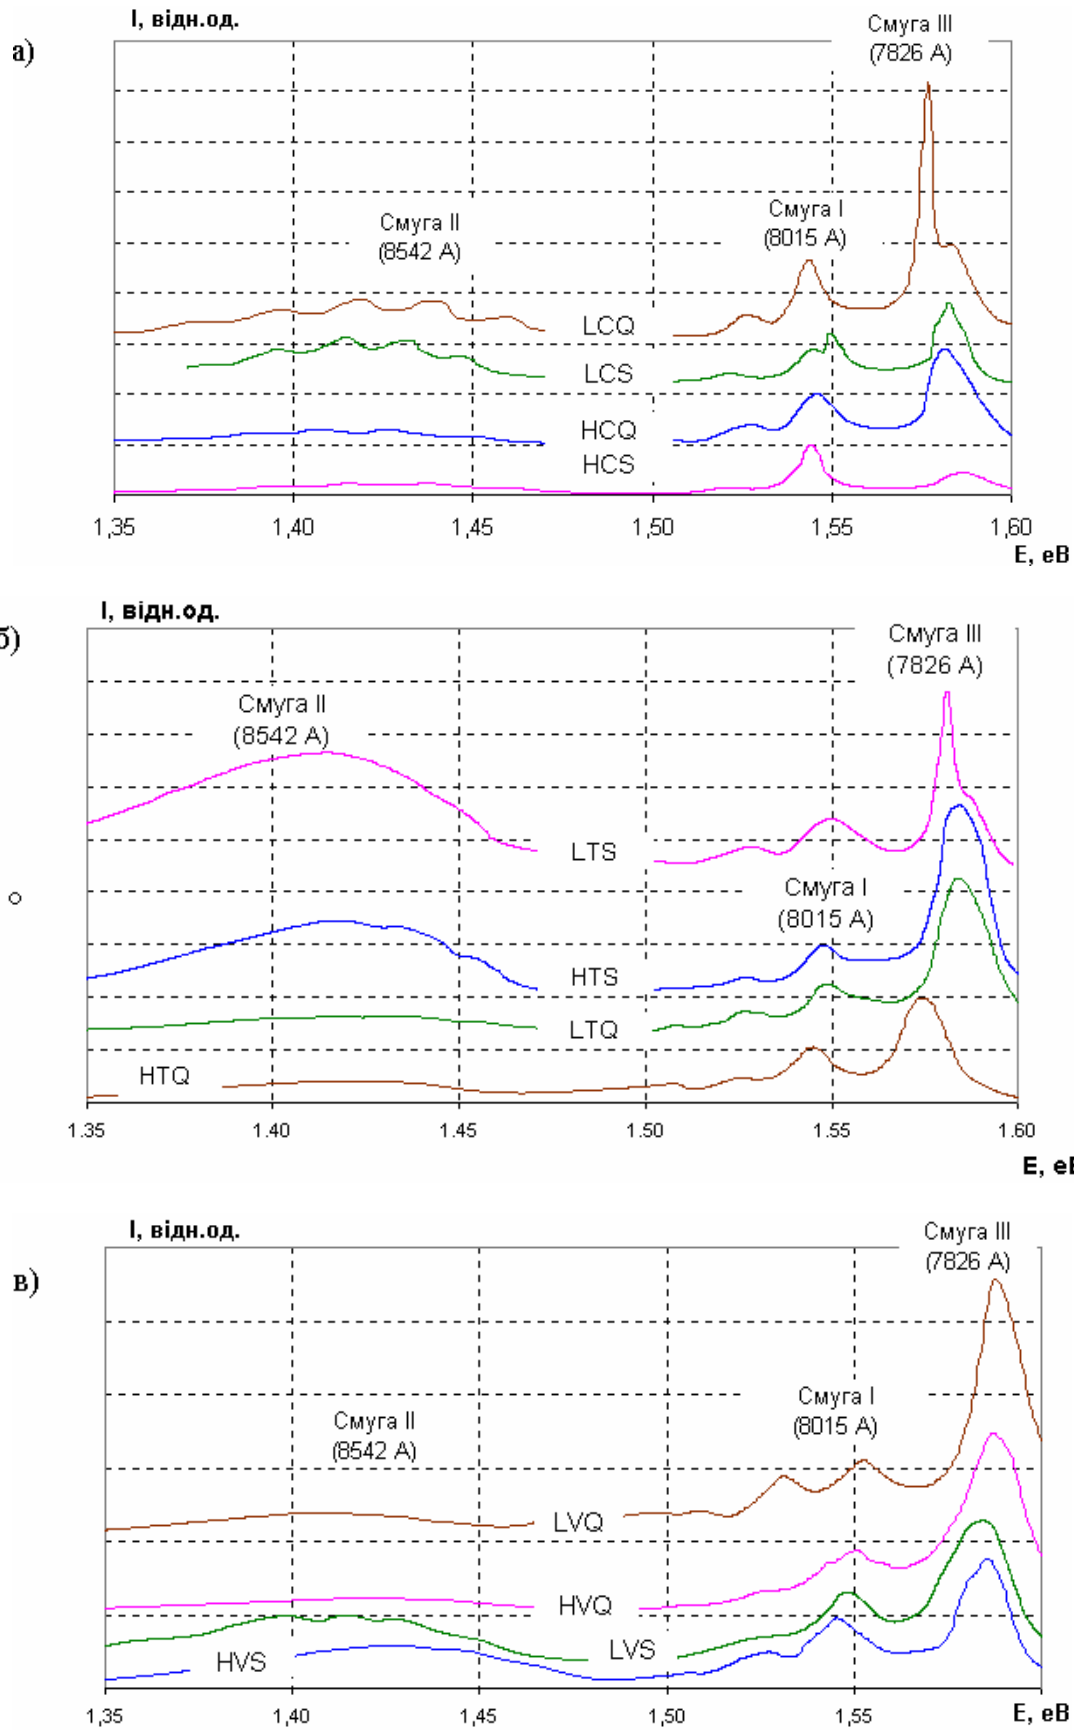 I, відн.од.
а)
Смуга III
(7826 A)
Смуга II
(8542 A)
Смуга I
(8015 A)
LCQ
LCS
HCQ
HCS
1,35 1,40 1,45 1,50 1,55 1,60
E, еВ
I, відн.од.
б)
Смуга III
(7826 A)
Смуга II
(8542 A)
LTS
Смуга I
(8015 A)
HTS
LTQ
HTQ
1.35 1.40 1.45 1.50 1.55 1.60
E, еВ
I, відн.од.
в)
Смуга III
(7826 A)
Смуга I
(8015 A)
Смуга II
(8542 A)
LVQ
HVQ
LVS
HVS
1,35 1,40 1,45 1,50 1,55 E, еВ